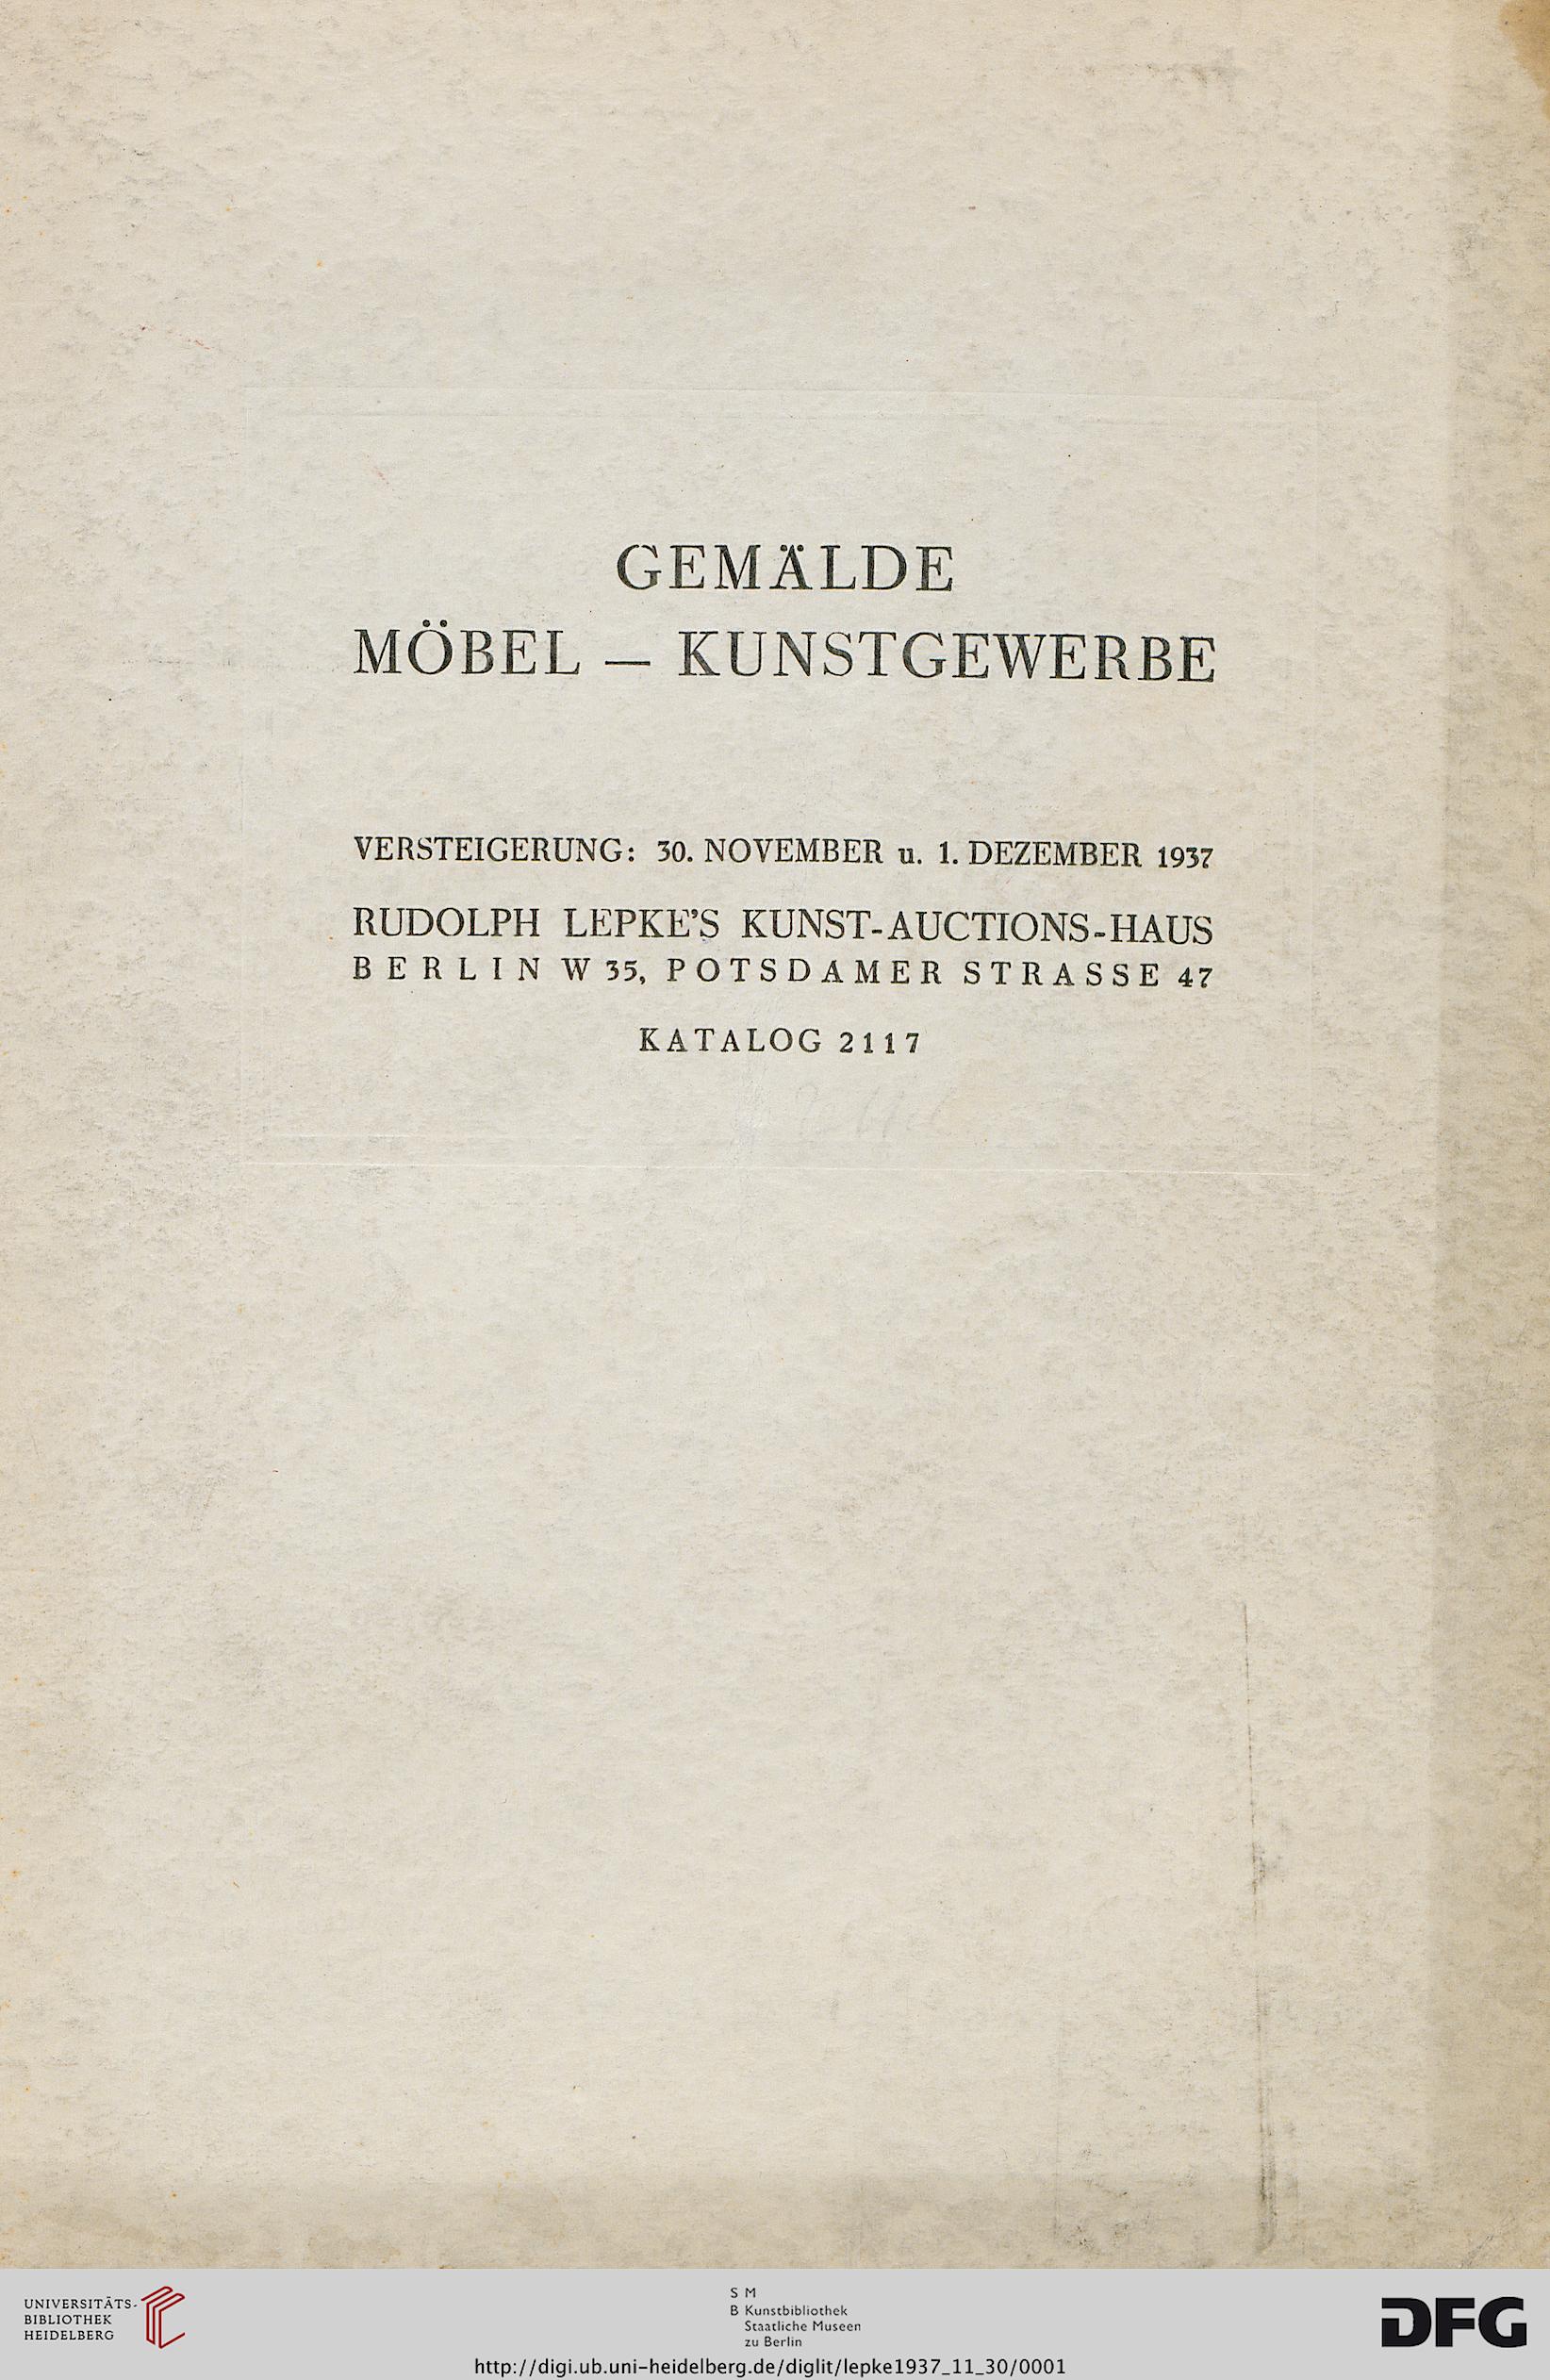 GEMÄLDE
MÖBEL — KUNSTGEWERBE
VERSTEIGERUNG: 30. NOVEMBER u. 1. DEZEMBER 1937
RUDOLPH LEPKE'S KUNST-AUCTIONS-HAUS
BERLIN W 35, POTSDAMER STRASSE 47
KATALOG 2117
UNIVERSITÄTS-
BIBLIOTHEK
HEIDELBERG
S M
B Kunstbibliothek
Staatliche Museen
zu Berlin
DFG
http://digi.ub.uni-heidelberg.de/diglit/lepke1937_11_30/0001